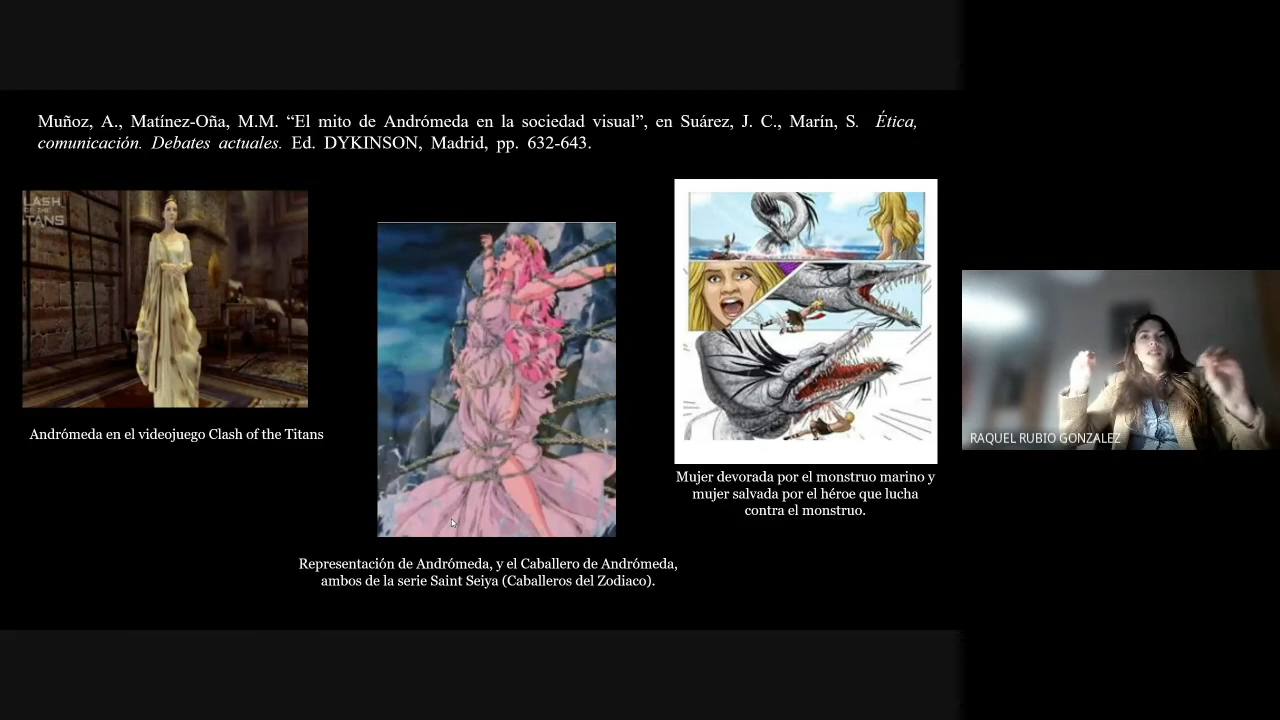 Muñoz, A., Matínez-Oña, M.M. “El mito de Andrómeda en la sociedad visual”, en Suárez, J. C., Marín, S. Ética,
comunicación. Debates actuales. Ed. DYKINSON, Madrid, pp. 632-643.
LASH
TANS
Andrómeda en el videojuego Clash of the Titans
Representación de Andrómeda, y el Caballero de Andrómeda,
ambos de la serie Saint Seiya (Caballeros del Zodiaco).
Mujer devorada por el monstruo marino y
mujer salvada por el héroe que lucha
contra el monstruo.
RAQUEL RUBIO GONZALEZ